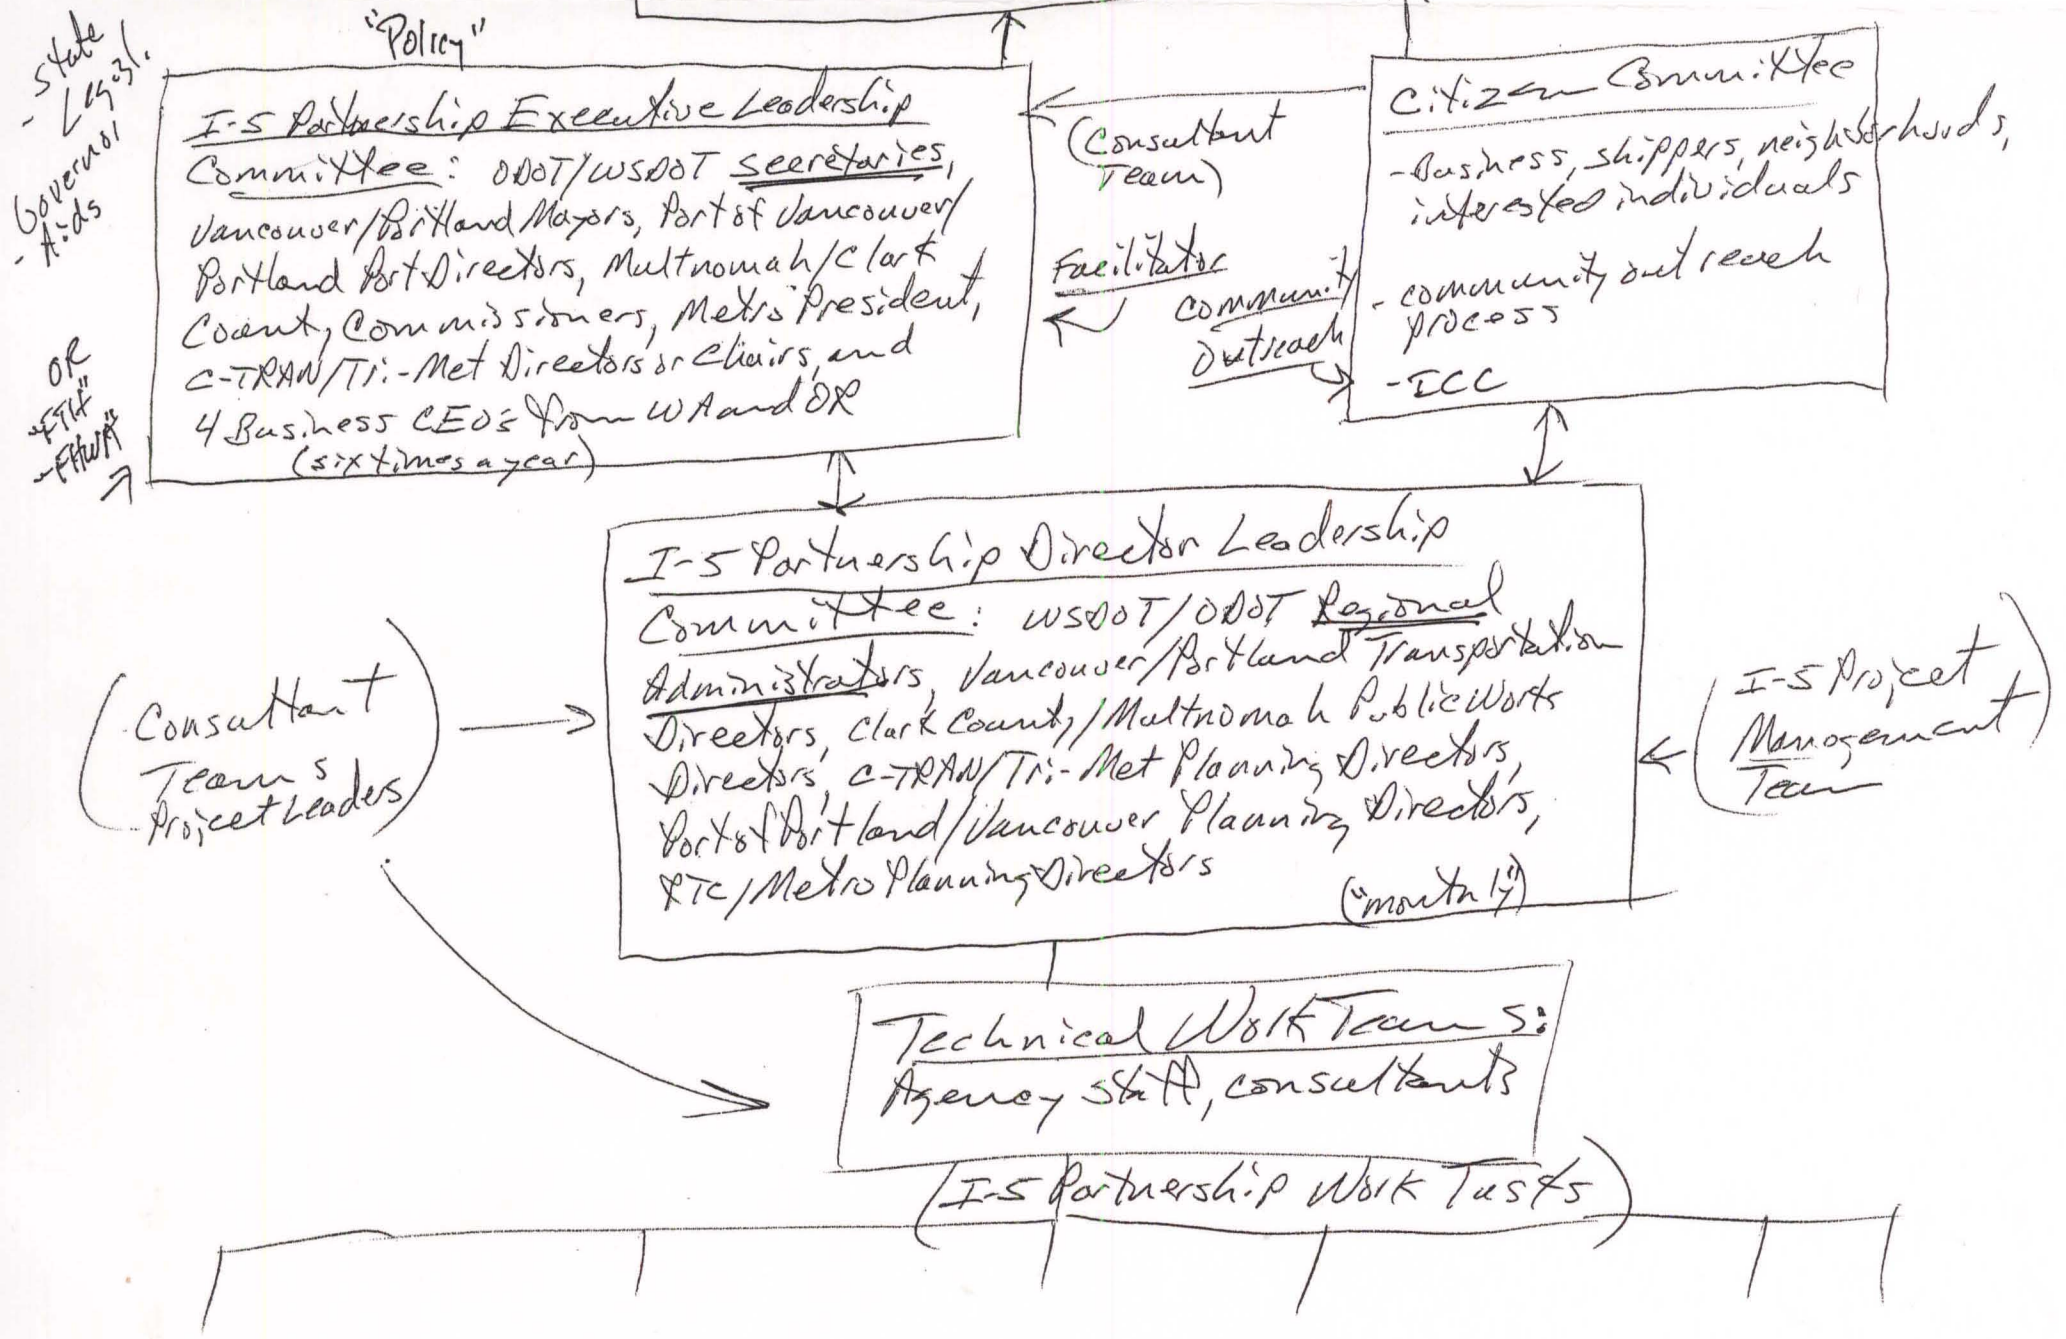 "Policy"
- State
Legisl.
- Governor
Aids
OR
- FTA"
- FHWA"
I-5 Partnership Executive Leadership
Committee: ODOT/WSDOT secretaries,
Vancouver/Portland Mayors, Port of Vancouver/
Portland Port Directors, Multnomah/Clark
County Commissioners, Metro President,
C-TRAN/Tri-Met Directors or Chairs, and
4 Business CEOs from WA and OR
(six times a year)
(Consultant
Team)
Facilitator
Community
Outreach
Citizen Committee
- Business, shippers, neighborhoods,
interested individuals
- community outreach
process
- ICC
I-5 Partnership Director Leadership
Committee: WSDOT/ODOT Regional
Administrators, Vancouver/Portland Transportation
Directors, Clark County/Multnomah Public Works
Directors, C-TRAN/Tri-Met Planning Directors,
Port of Portland/Vancouver Planning Directors,
RTC/Metro Planning Directors
("monthly")
(Consultant
Teams
Project Leaders)
(I-5 Project
Management
Team)
Technical Work Teams:
Agency staff, consultants
(I-5 Partnership Work Tasks)